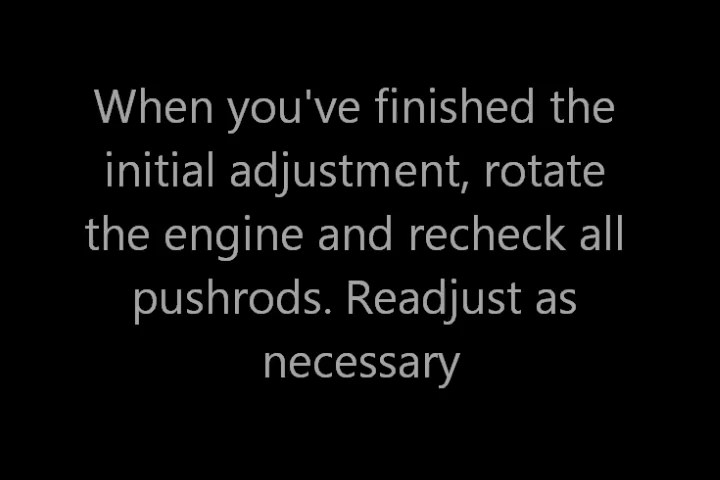 When you've finished the
initial adjustment, rotate
the engine and recheck all
pushrods. Readjust as
necessary